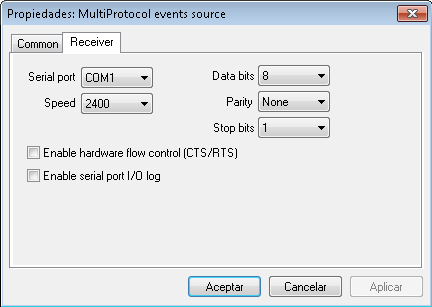 Propiedades: MultiProtocol events source
Common Receiver
Serial port COM1 Data bits 8
Speed 2400 Parity None
Stop bits 1
Enable hardware flow control (CTS/RTS)
Enable serial port I/O log
Aceptar Cancelar Aplicar